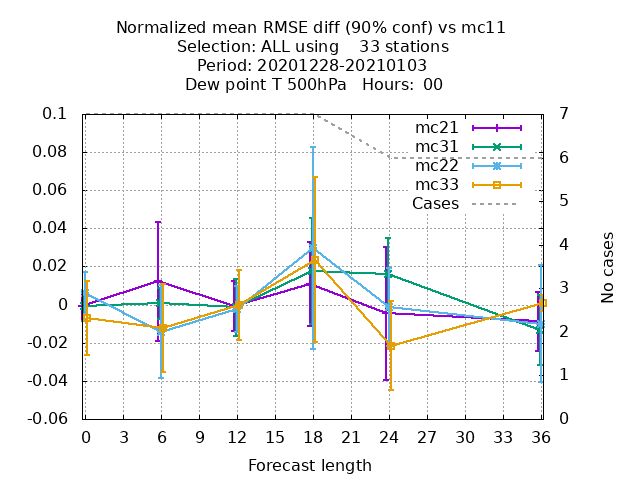 Normalized mean RMSE diff (90% conf) vs mc11
Selection: ALL using    33 stations
Period: 20201228-20210103
Dew point T 500hPa   Hours:  00
0.1
0.08
0.06
0.04
0.02
0
-0.02
-0.04
-0.06
7
6
5
4
3
2
1
0
mc21
mc31
mc22
mc33
Cases
No cases
0 3 6 9 12 15 18 21 24 27 30 33 36
Forecast length